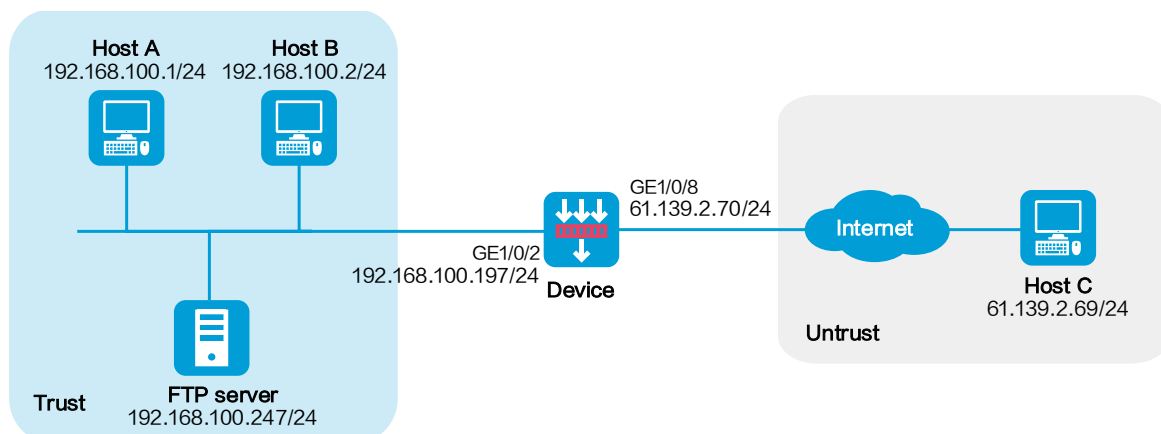 Host A
192.168.100.1/24
Host B
192.168.100.2/24
GE1/0/8
61.139.2.70/24
Internet
GE1/0/2
192.168.100.197/24
Device
Host C
61.139.2.69/24
Untrust
FTP server
192.168.100.247/24
Trust